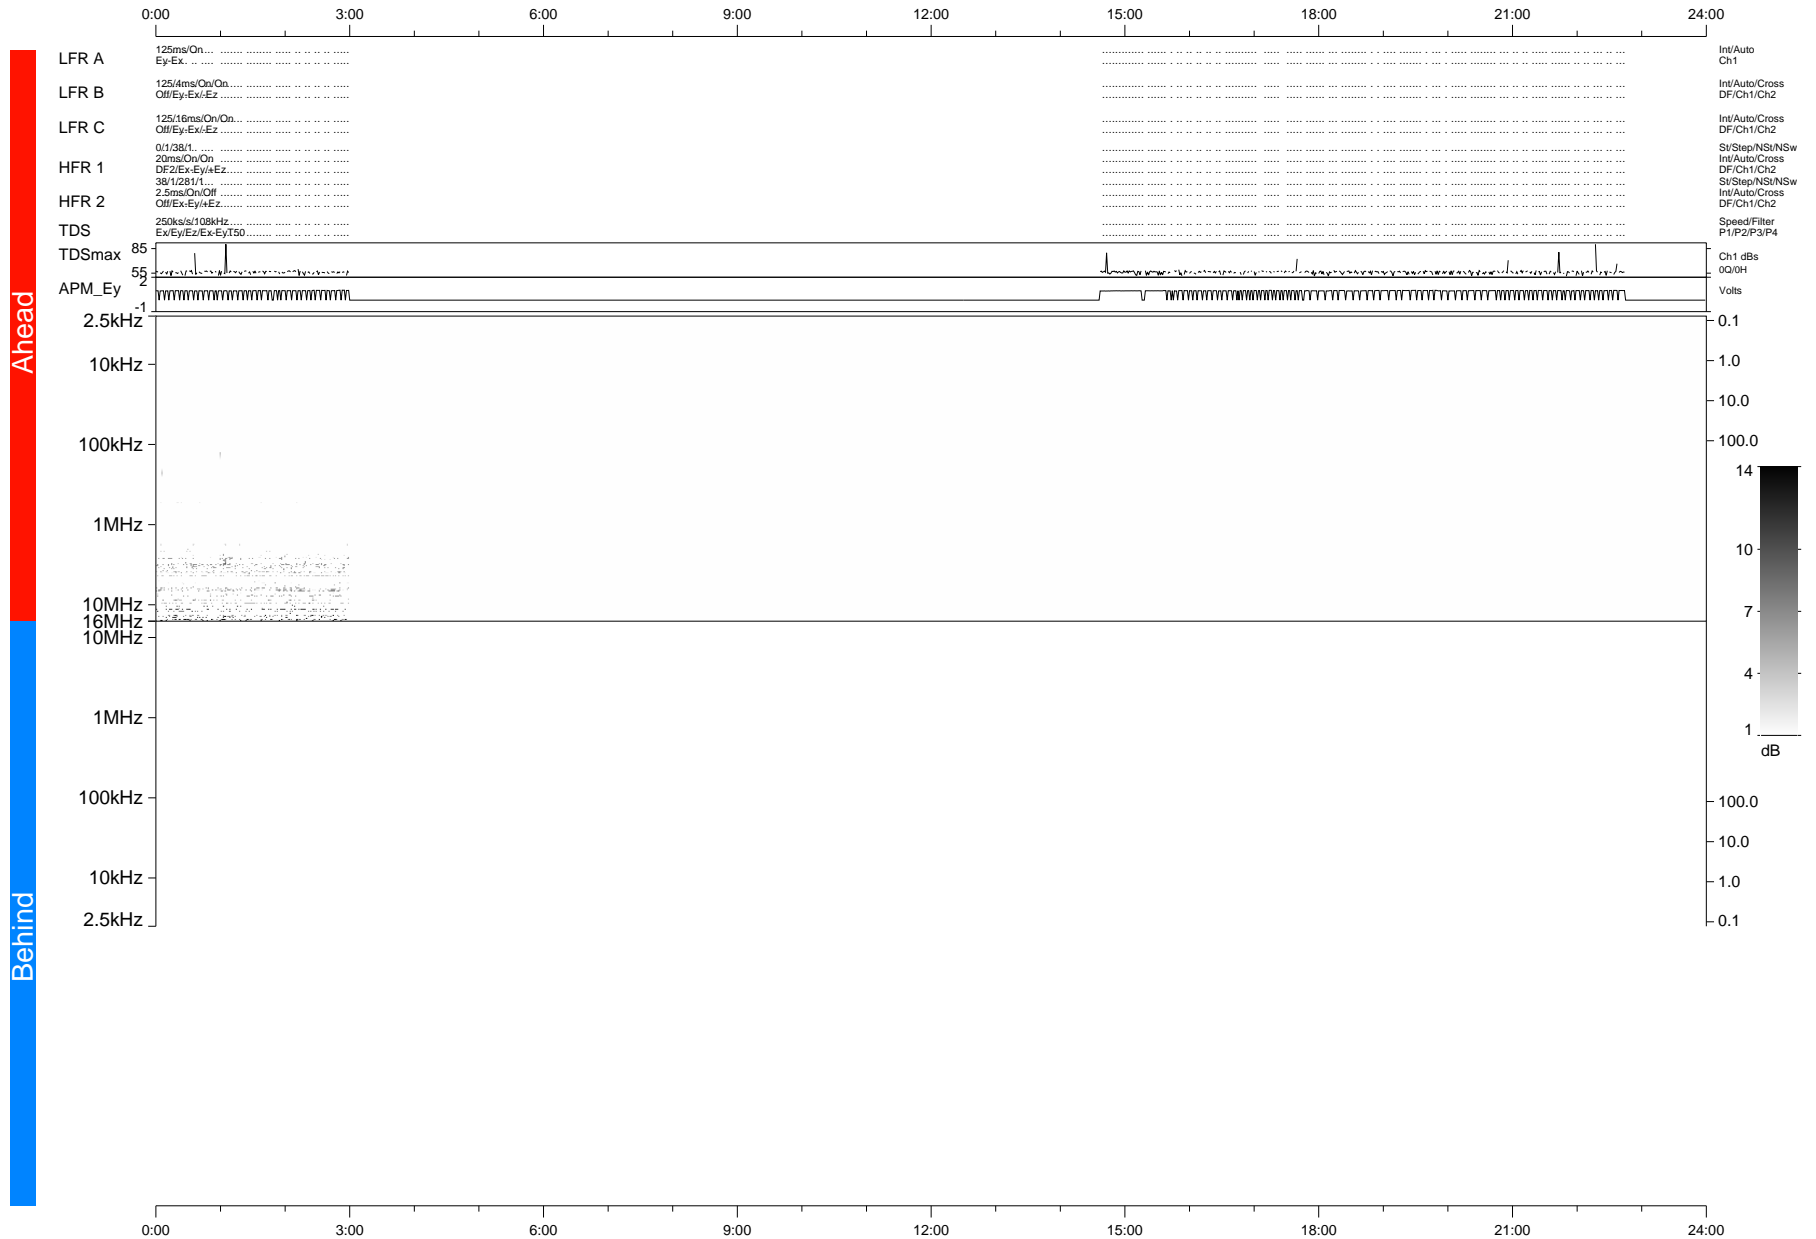 0:00 3:00 6:00 9:00 12:00 15:00 18:00 21:00 24:00
LFR A 125ms/On Int/Auto
Ey-Ex Ch1
LFR B 125/4ms/On/On Int/Auto/Cross
Off/Ey-Ex/-Ez DF/Ch1/Ch2
LFR C 125/16ms/On/On Int/Auto/Cross
Off/Ey-Ex/-Ez DF/Ch1/Ch2
0/1/38/1 St/Step/NSt/NSw
HFR 1 20ms/On/On Int/Auto/Cross
DF2/Ex-Ey/+Ez DF/Ch1/Ch2
38/1/281/1 St/Step/NSt/NSw
HFR 2 2.5ms/On/Off Int/Auto/Cross
Off/Ex-Ey/+Ez DF/Ch1/Ch2
TDS 250ks/s/108kHz Speed/Filter
Ex/Ey/Ez/Ex-EyT50 P1/P2/P3/P4
TDSmax 85 Ch1 dBs
55 0Q/0H
APM_Ey 2 Volts
-1
2.5kHz 0.1
10kHz 1.0
10.0
100kHz 100.0
1MHz
10MHz
16MHz
10MHz
1MHz
100kHz 100.0
10.0
10kHz 1.0
2.5kHz 0.1
Ahead
Behind
14
10
7
4
1
dB
0:00 3:00 6:00 9:00 12:00 15:00 18:00 21:00 24:00